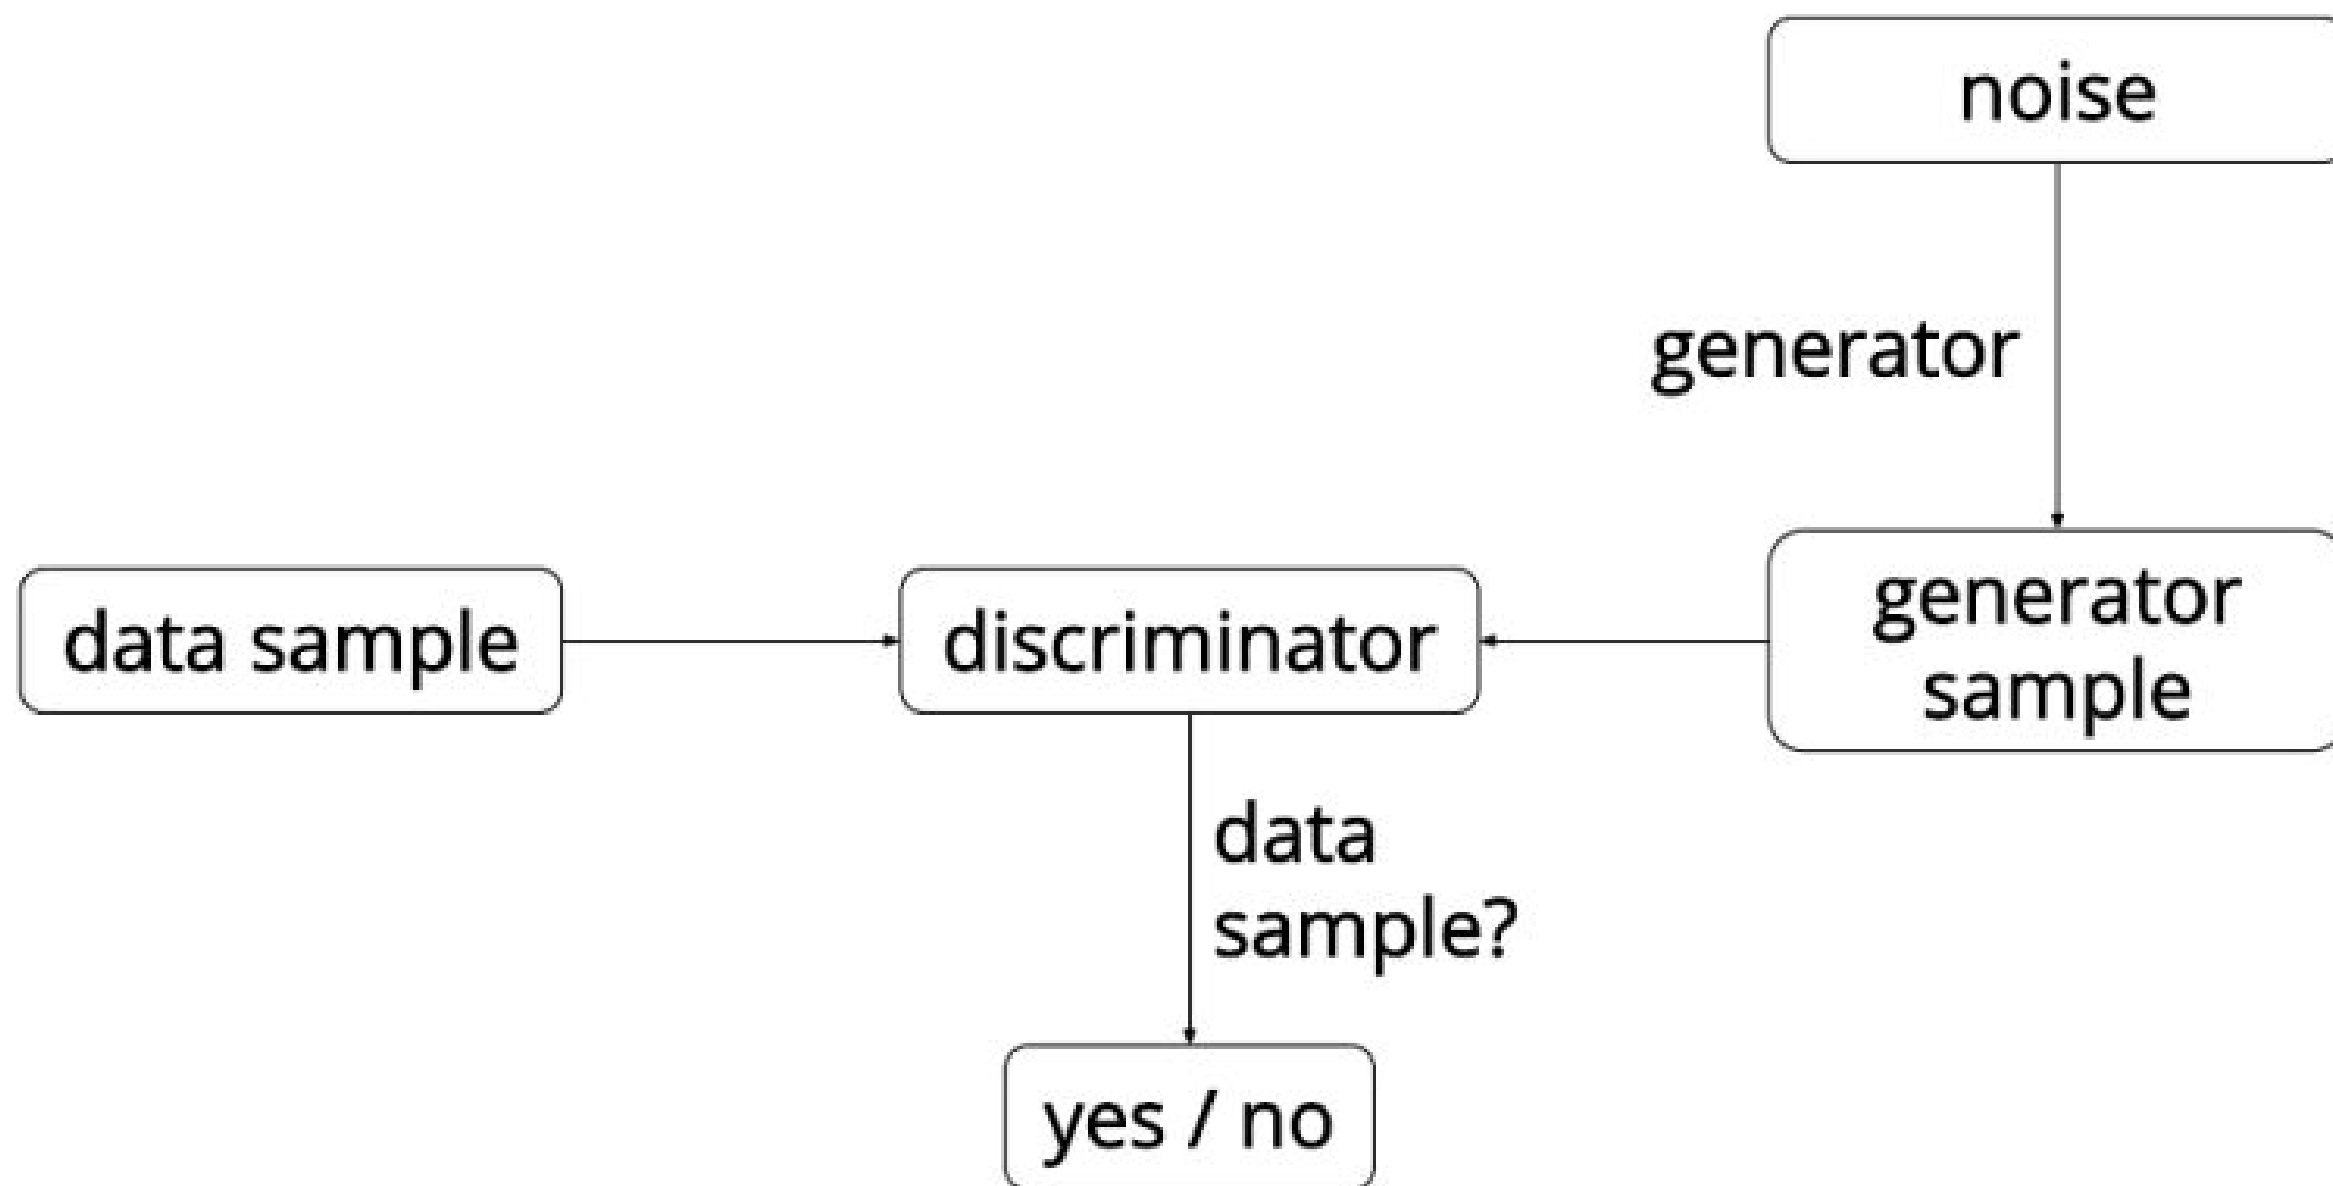 noise
generator
generator
sample
data sample
discriminator
data
sample?
yes / no